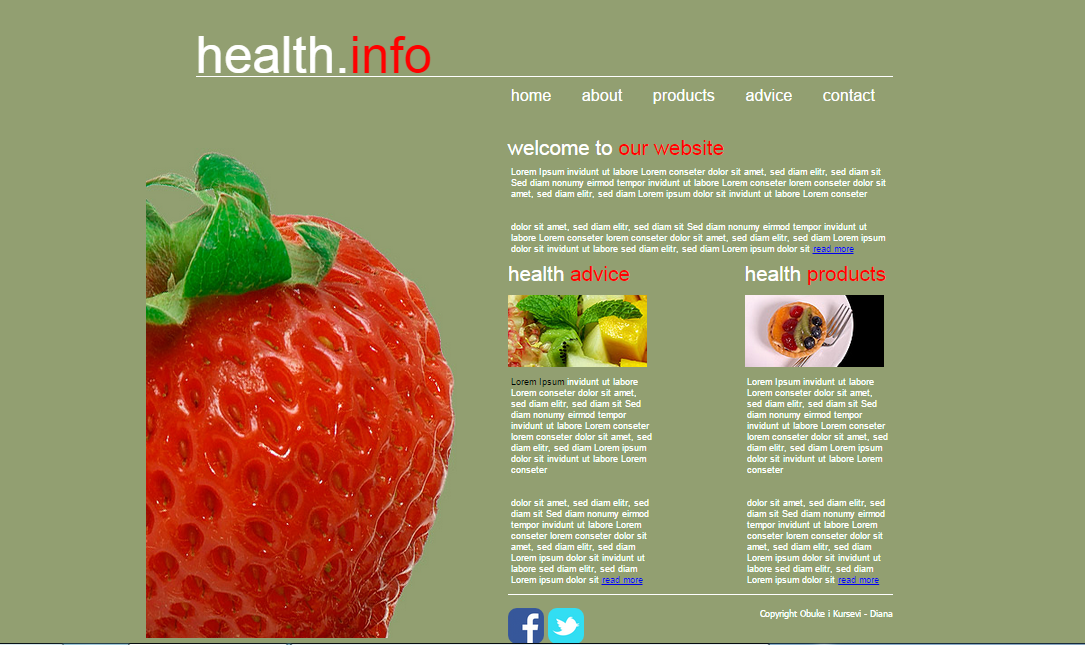 health.info
home about products advice contact
welcome to our website
Lorem Ipsum invidunt ut labore Lorem conseter dolor sit amet, sed diam elitr, sed diam sit
Sed diam nonumy eirmod tempor invidunt ut labore Lorem conseter lorem conseter dolor sit
amet, sed diam elitr, sed diam Lorem ipsum dolor sit invidunt ut labore Lorem conseter
dolor sit amet, sed diam elitr, sed diam sit Sed diam nonumy eirmod tempor invidunt ut
labore Lorem conseter lorem conseter dolor sit amet, sed diam elitr, sed diam Lorem ipsum
dolor sit invidunt ut labore sed diam elitr, sed diam Lorem ipsum dolor sit read more
health advice
Lorem Ipsum invidunt ut labore
Lorem conseter dolor sit amet,
sed diam elitr, sed diam sit Sed
diam nonumy eirmod tempor
invidunt ut labore Lorem conseter
lorem conseter dolor sit amet, sed
diam elitr, sed diam Lorem ipsum
dolor sit invidunt ut labore Lorem
conseter
dolor sit amet, sed diam elitr, sed
diam sit Sed diam nonumy eirmod
tempor invidunt ut labore Lorem
conseter lorem conseter dolor sit
amet, sed diam elitr, sed diam
Lorem ipsum dolor sit invidunt ut
labore sed diam elitr, sed diam
Lorem ipsum dolor sit read more
health products
Lorem Ipsum invidunt ut labore
Lorem conseter dolor sit amet,
sed diam elitr, sed diam sit Sed
diam nonumy eirmod tempor
invidunt ut labore Lorem conseter
lorem conseter dolor sit amet, sed
diam elitr, sed diam Lorem ipsum
dolor sit invidunt ut labore Lorem
conseter
dolor sit amet, sed diam elitr, sed
diam sit Sed diam nonumy eirmod
tempor invidunt ut labore Lorem
conseter lorem conseter dolor sit
amet, sed diam elitr, sed diam
Lorem ipsum dolor sit invidunt ut
labore sed diam elitr, sed diam
Lorem ipsum dolor sit read more
Copyright Obuke i Kursevi - Diana